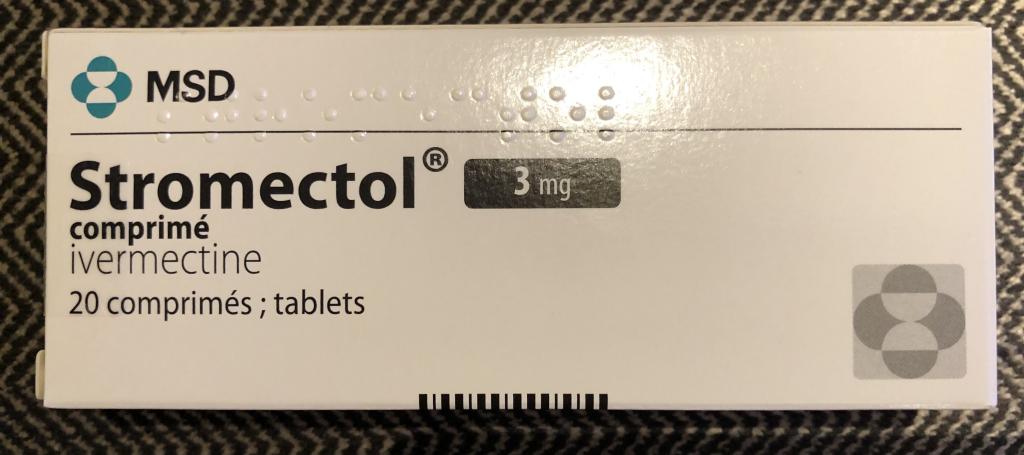 MSD
Stromectol® 3 mg
comprimé
ivermectine
20 comprimés ; tablets